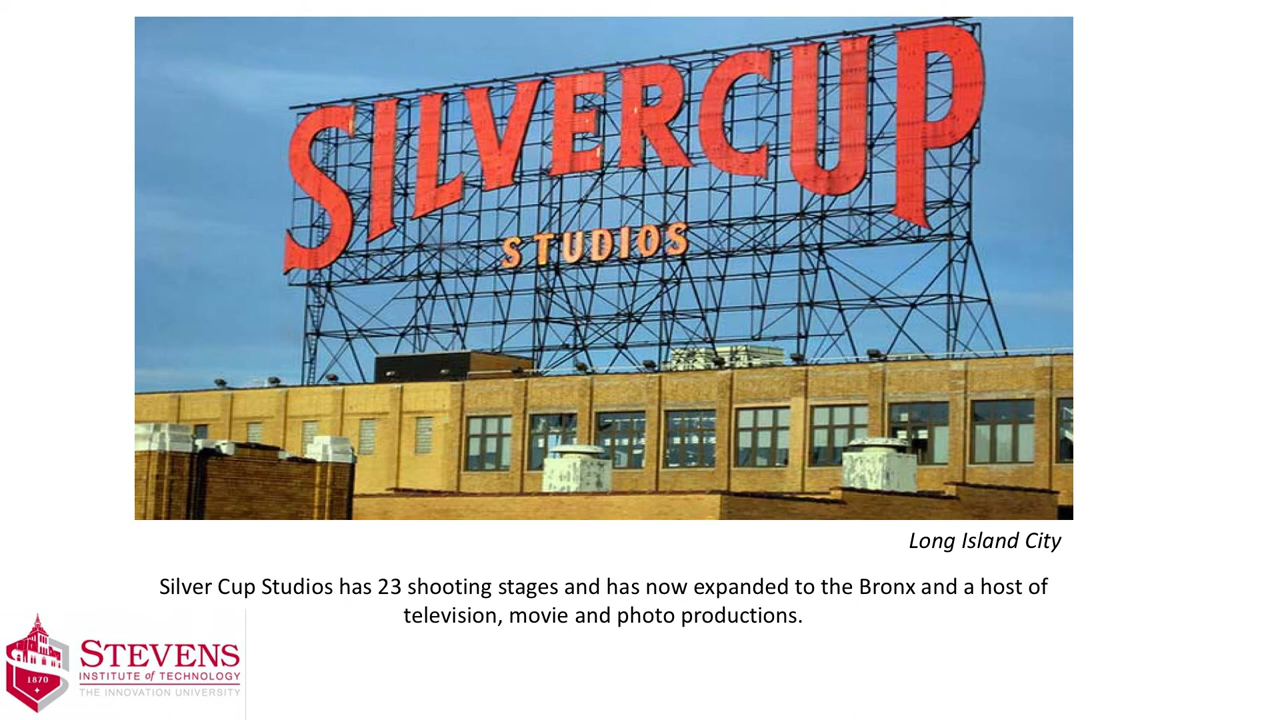 SILVERCUP
STUDIOS
Long Island City
Silver Cup Studios has 23 shooting stages and has now expanded to the Bronx and a host of
television, movie and photo productions.
1870
STEVENS
INSTITUTE of TECHNOLOGY
THE INNOVATION UNIVERSITY